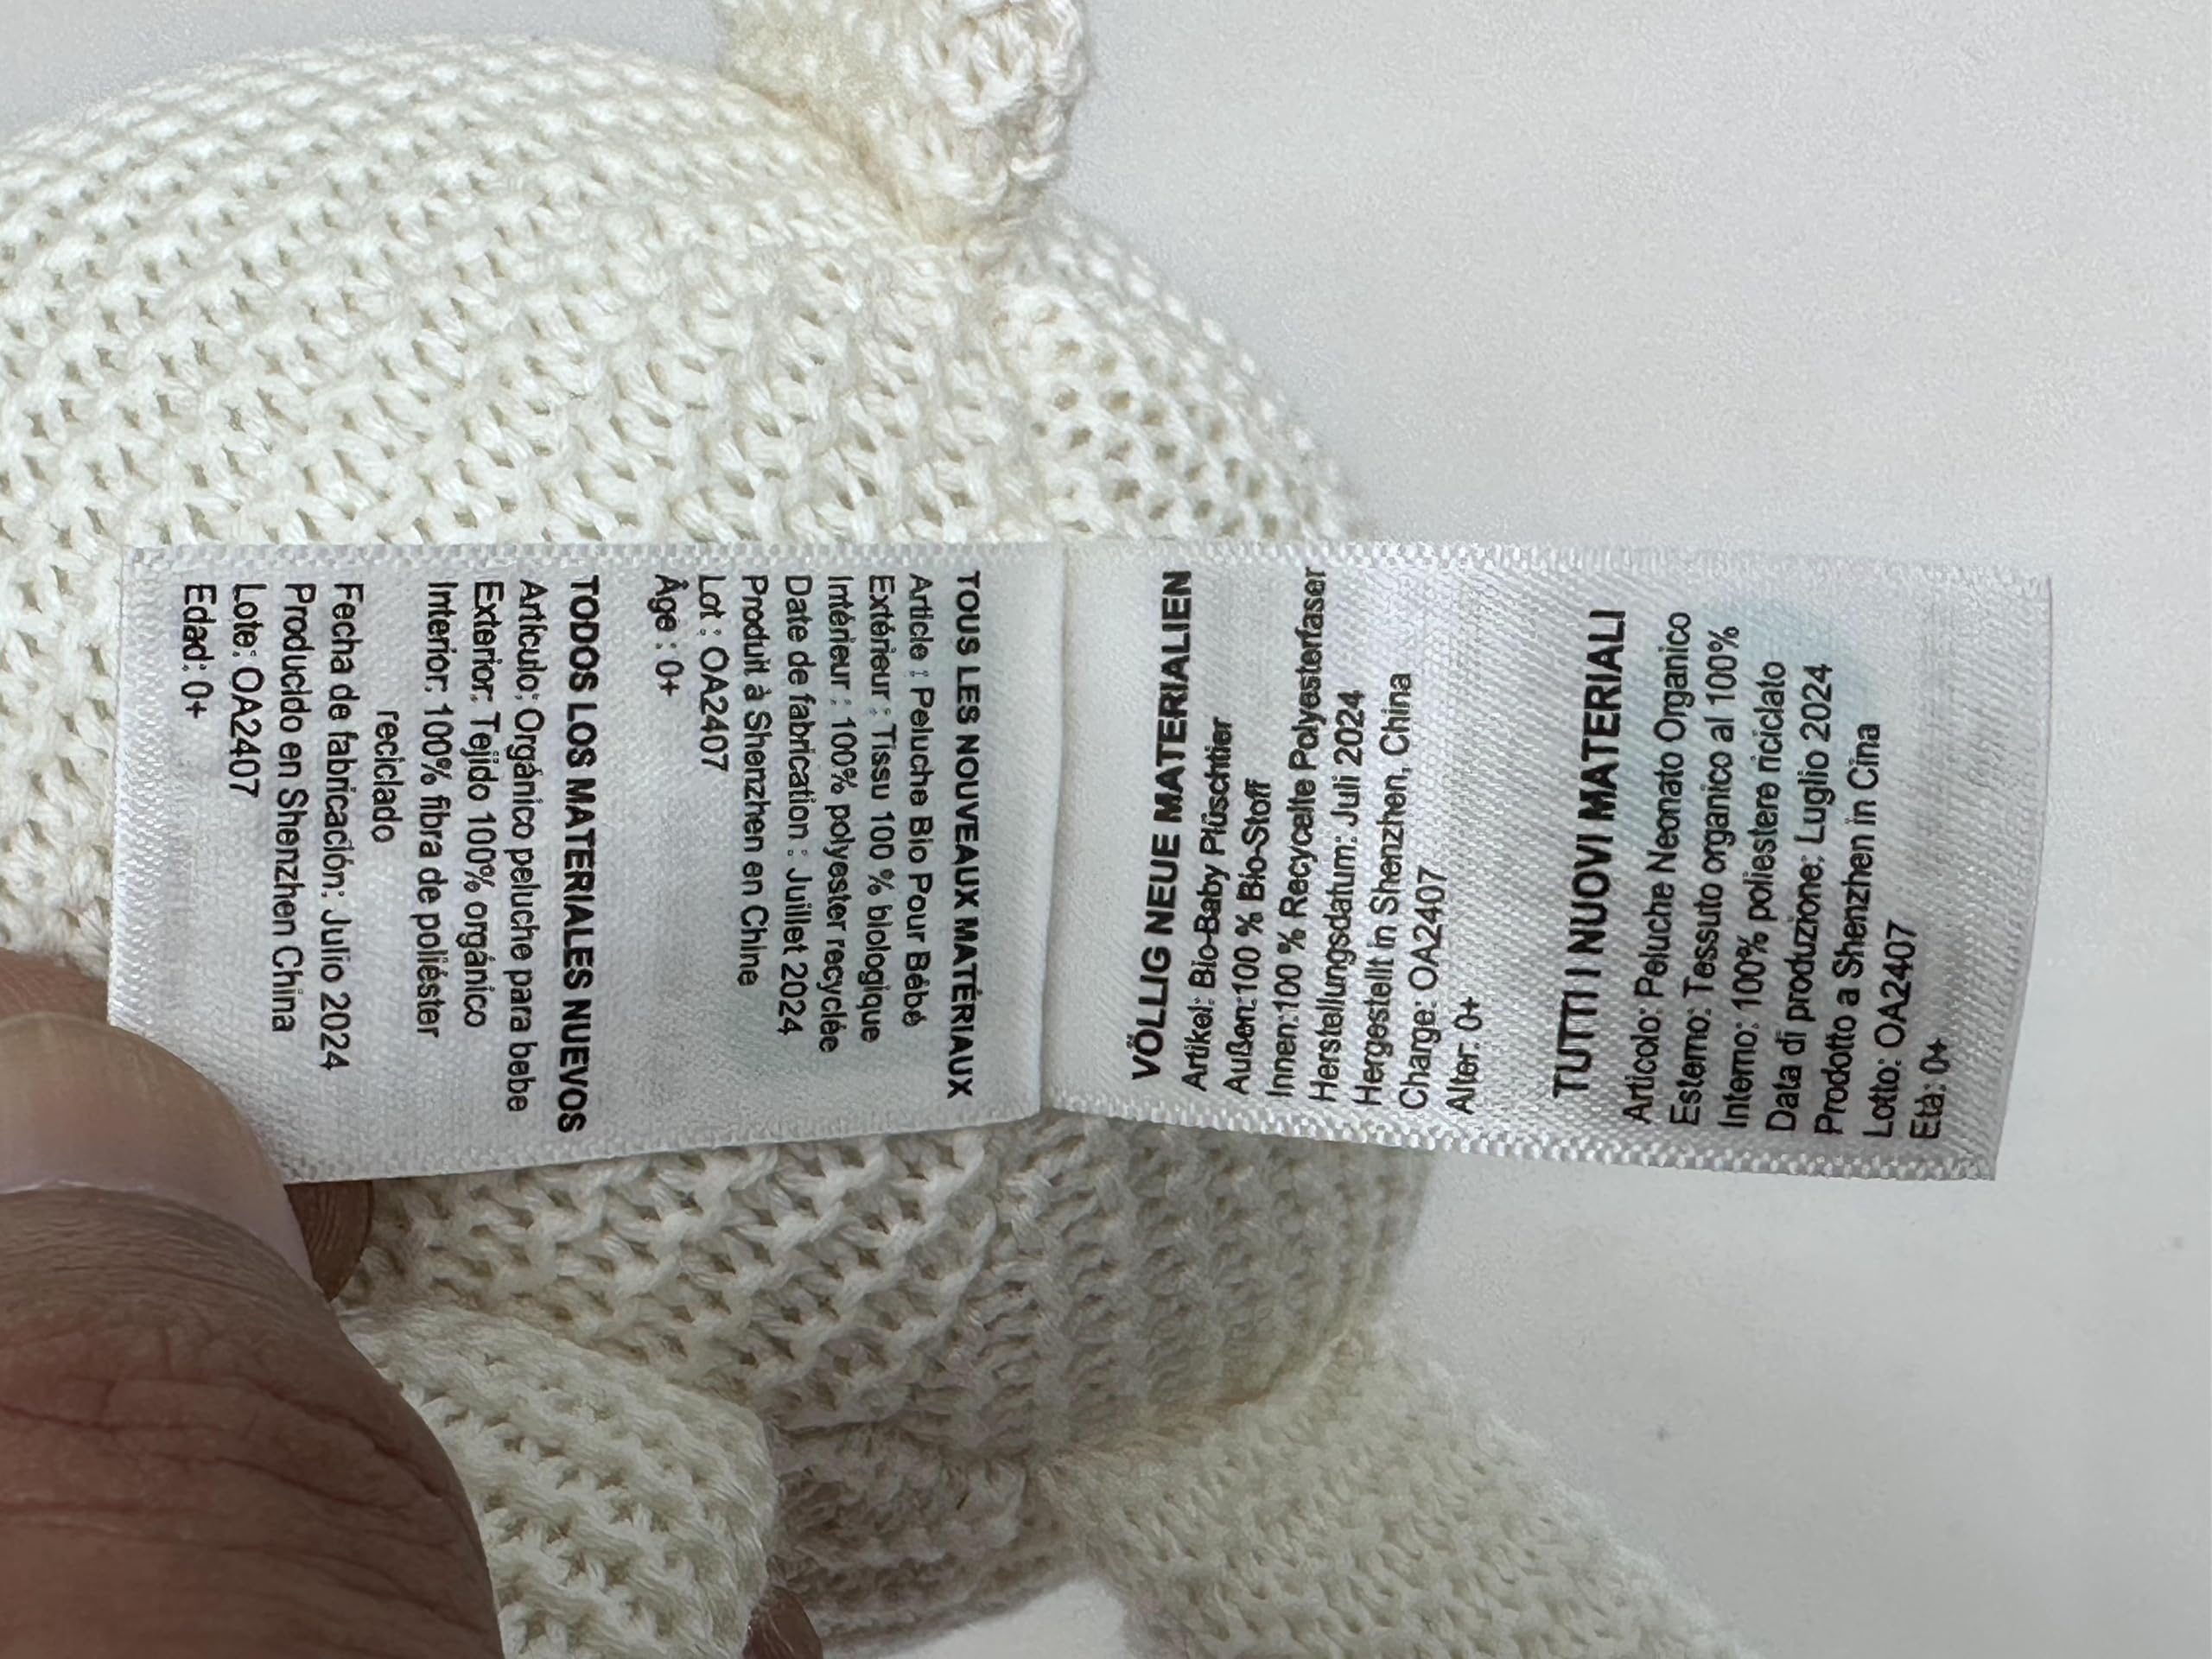 TOUS LES NOUVEAUX MATÉRIAUX
Article : Peluche Bio Pour Bébé
Extérieur : Tissu 100 % biologique
Intérieur : 100% polyester recyclée
Date de fabrication : Juillet 2024
Produit à Shenzhen en Chine
Lot : OA2407
Âge : 0+
TODOS LOS MATERIALES NUEVOS
Artículo: Orgánico peluche para bebe
Exterior: Tejido 100% orgánico
Interior: 100% fibra de poliéster
reciclado
Fecha de fabricación: Julio 2024
Producido en Shenzhen China
Lote: OA2407
Edad: 0+
VÖLLIG NEUE MATERIALIEN
Artikel: Bio-Baby Plüschtier
Außen:100 % Bio-Stoff
Innen:100 % Recycelte Polyesterfaser
Herstellungsdatum: Juli 2024
Hergestellt in Shenzhen, China
Charge: OA2407
Alter: 0+
TUTTI I NUOVI MATERIALI
Articolo: Peluche Neonato Organico
Esterno: Tessuto organico al 100%
Interno: 100% poliestere riciclato
Data di produzione: Luglio 2024
Prodotto a Shenzhen in Cina
Lotto: OA2407
Età: 0+